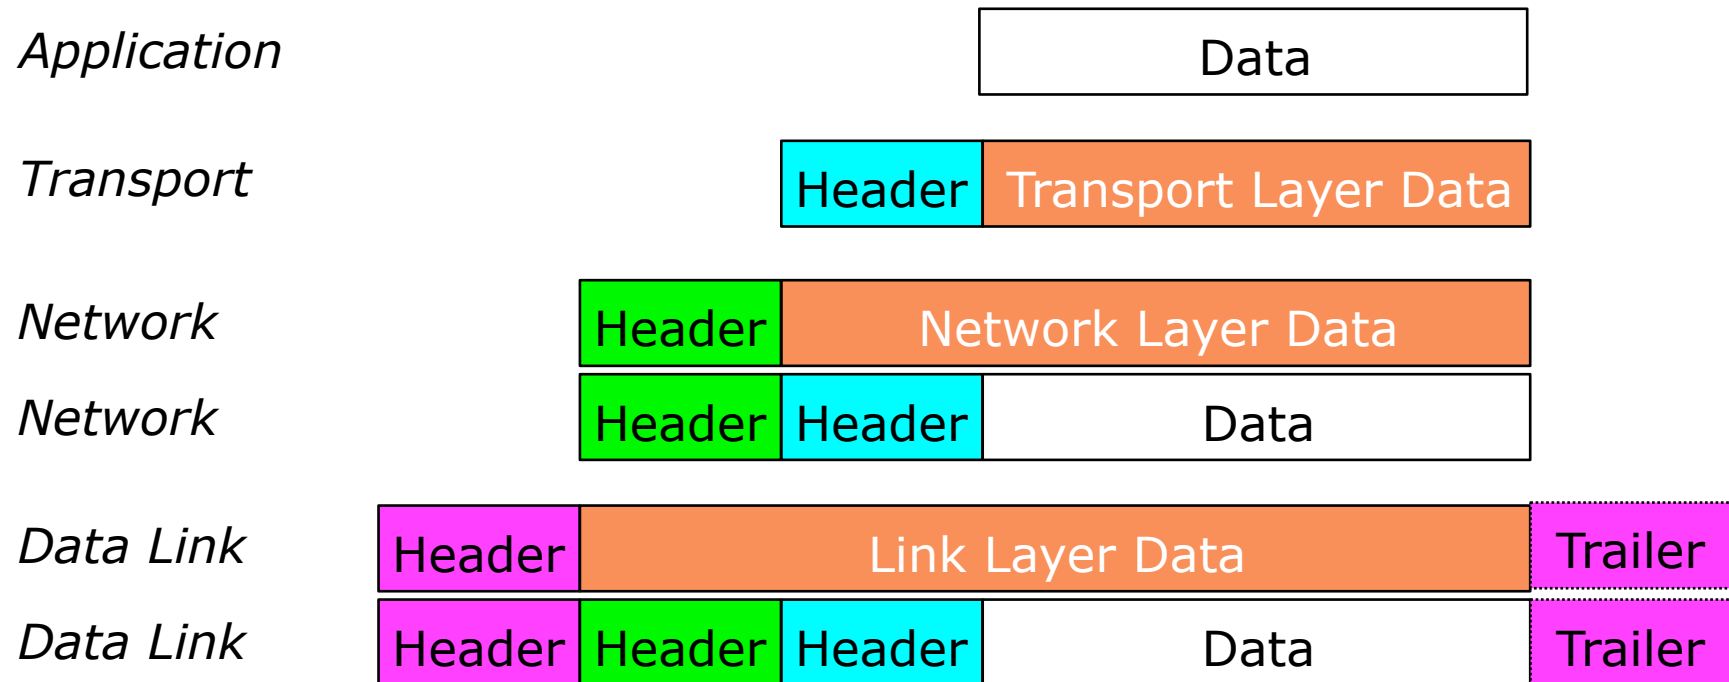 Application Data
Transport Header Transport Layer Data
Network Header Network Layer Data
Network Header Header Data
Data Link Header Link Layer Data Trailer
Data Link Header Header Header Data Trailer